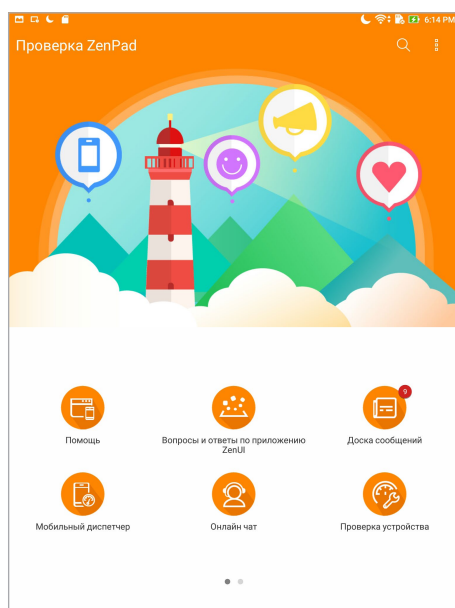 6:14 PM
Проверка ZenPad
9
Помощь
Вопросы и ответы по приложению
ZenUI
Доска сообщений
Мобильный диспетчер
Онлайн чат
Проверка устройства